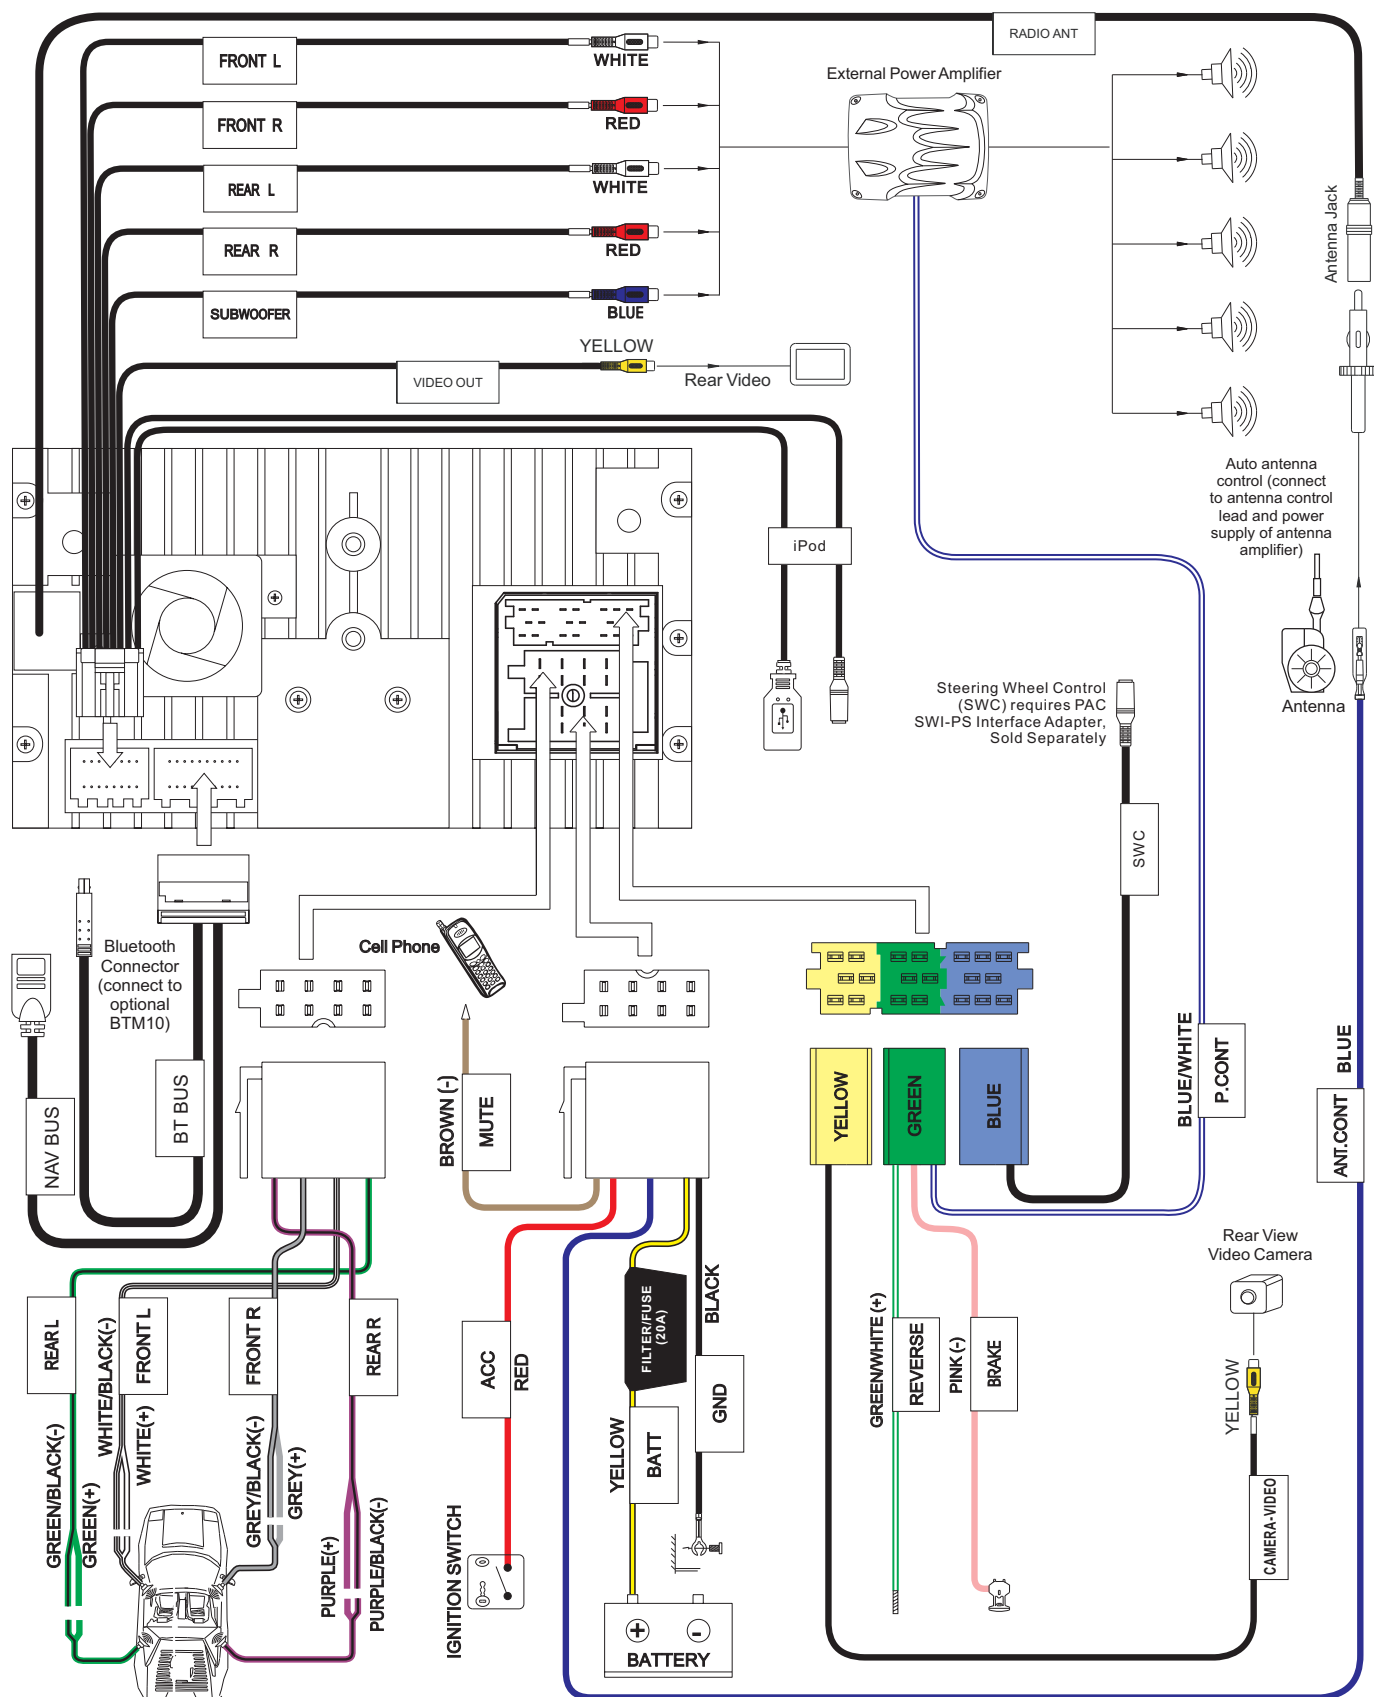 RADIO ANT
FRONT L
WHITE
External Power Amplifier
FRONT R
RED
REAR L
WHITE
REAR R
RED
SUBWOOFER
BLUE
Antenna Jack
YELLOW
VIDEO OUT
Rear Video
Auto antenna
control (connect
to antenna control
lead and power
supply of antenna
amplifier)
iPod
Antenna
Steering Wheel Control
(SWC) requires PAC
SWI-PS Interface Adapter,
Sold Separately
SWC
Bluetooth
Connector
(connect to
optional
BTM10)
Cell Phone
NAV BUS
BT BUS
BROWN (-)
MUTE
YELLOW
GREEN
BLUE
BLUE/WHITE
P.CONT
BLUE
ANT.CONT
Rear View
Video Camera
REAR L
WHITE/BLACK(-)
FRONT L
FRONT R
REAR R
ACC
RED
FILTER/FUSE
(20A)
BLACK
GND
GREEN/WHITE (+)
REVERSE
PINK (-)
BRAKE
YELLOW
GREEN/BLACK(-)
GREEN(+)
WHITE(+)
GREY/BLACK(-)
GREY(+)
PURPLE(+)
PURPLE/BLACK(-)
IGNITION SWITCH
YELLOW
BATT
CAMERA-VIDEO
+
-
BATTERY